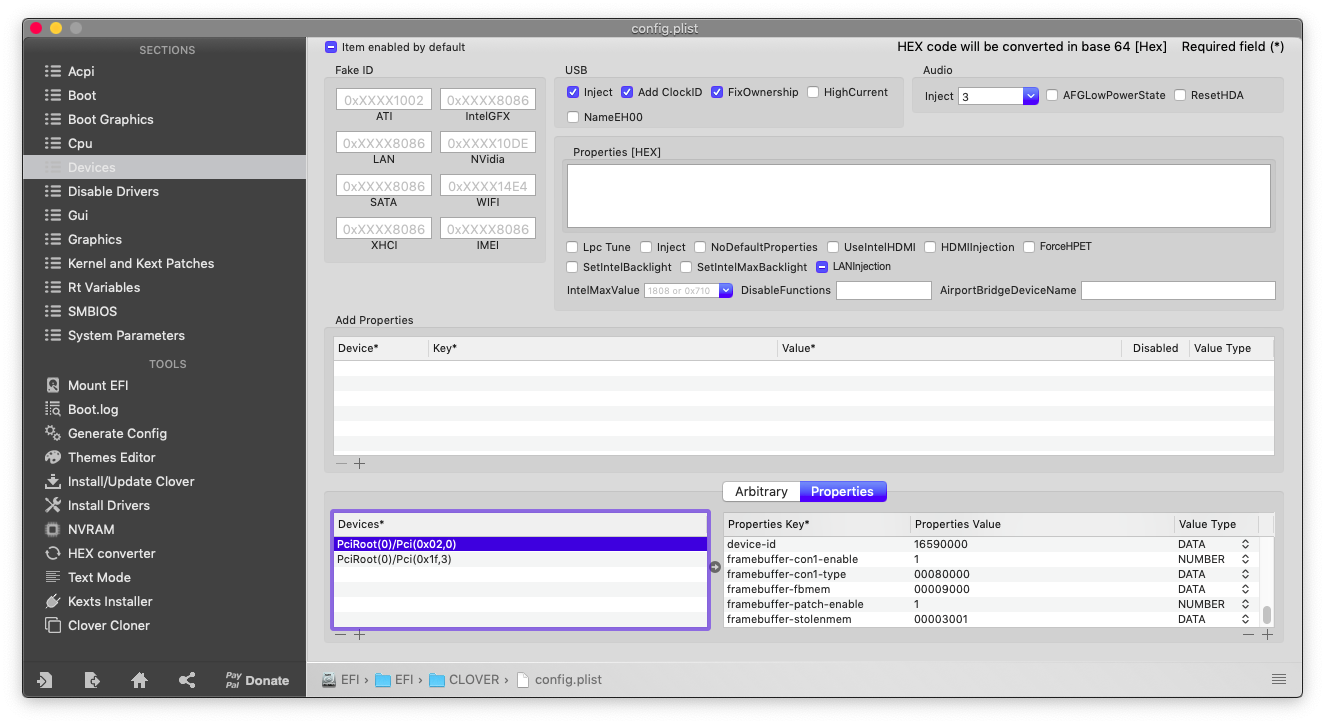 config.plist
SECTIONS
Acpi
Boot
Boot Graphics
Cpu
Devices
Disable Drivers
Gui
Graphics
Kernel and Kext Patches
Rt Variables
SMBIOS
System Parameters
TOOLS
Mount EFI
Boot.log
Generate Config
Themes Editor
Install/Update Clover
Install Drivers
NVRAM
HEX converter
Text Mode
Kexts Installer
Clover Cloner
Pay Pal Donate
Item enabled by default
HEX code will be converted in base 64 [Hex] Required field (*)
Fake ID
0xXXXX1002 0xXXXX8086
ATI IntelGFX
0xXXXX8086 0xXXXX10DE
LAN NVidia
0xXXXX8086 0xXXXX14E4
SATA WIFI
0xXXXX8086 0xXXXX8086
XHCI IMEI
USB
Inject Add ClockID FixOwnership HighCurrent
NameEH00
Audio
Inject 3 AFGLowPowerState ResetHDA
Properties [HEX]
Lpc Tune Inject NoDefaultProperties UseIntelHDMI HDMIInjection ForceHPET
SetIntelBacklight SetIntelMaxBacklight LANInjection
IntelMaxValue 1808 or 0x710 DisableFunctions AirportBridgeDeviceName
Add Properties
Device* Key* Value* Disabled Value Type
Arbitrary Properties
Devices*
PciRoot(0)/Pci(0x02,0)
PciRoot(0)/Pci(0x1f,3)
Properties Key* Properties Value Value Type
device-id 16590000 DATA
framebuffer-con1-enable 1 NUMBER
framebuffer-con1-type 00080000 DATA
framebuffer-fbmem 00009000 DATA
framebuffer-patch-enable 1 NUMBER
framebuffer-stolenmem 00003001 DATA
EFI › EFI › CLOVER › config.plist